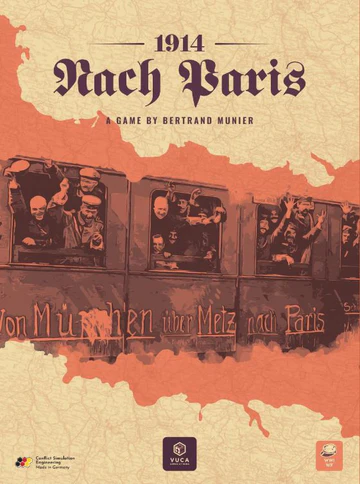 1914
Nach Paris
A GAME BY BERTRAND MUNIER
von München über Metz nach Paris
Conflict Simulation
Engineering
Made in Germany
VUCA